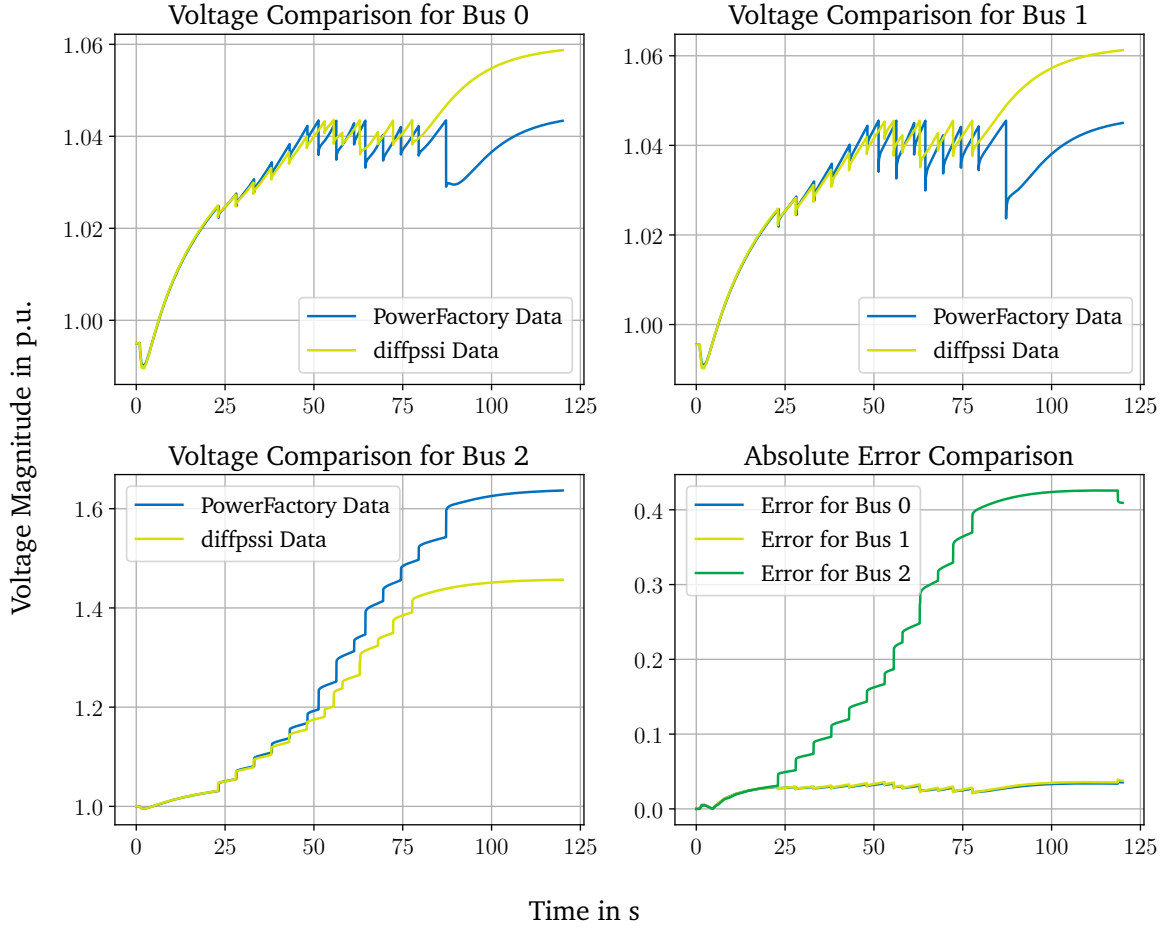 Voltage Comparison for Bus 0
1.06
1.04
1.02
1.00
PowerFactory Data
diffpssi Data
0 25 50 75 100 125
Voltage Comparison for Bus 1
1.06
1.04
1.02
1.00
PowerFactory Data
diffpssi Data
0 25 50 75 100 125
Voltage Magnitude in p.u.
Voltage Comparison for Bus 2
1.6
1.4
1.2
1.0
PowerFactory Data
diffpssi Data
0 25 50 75 100 125
Absolute Error Comparison
0.4
0.3
0.2
0.1
0.0
Error for Bus 0
Error for Bus 1
Error for Bus 2
0 25 50 75 100 125
Time in s